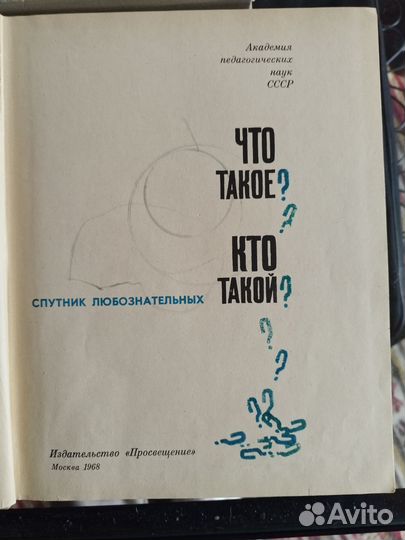 Академия
педагогических
наук
СССР
ЧТО
ТАКОЕ?
КТО
ТАКОЙ?
СПУТНИК ЛЮБОЗНАТЕЛЬНЫХ
Издательство «Просвещение»
Москва 1968
Avito